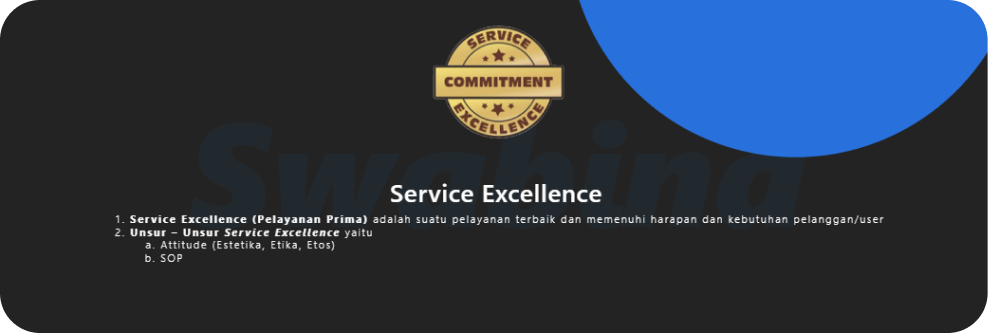 SERVICE
COMMITMENT
EXCELLENCE
Swabina
Service Excellence
1. Service Excellence (Pelayanan Prima) adalah suatu pelayanan terbaik dan memenuhi harapan dan kebutuhan pelanggan/user
2. Unsur – Unsur Service Excellence yaitu
a. Attitude (Estetika, Etika, Etos)
b. SOP